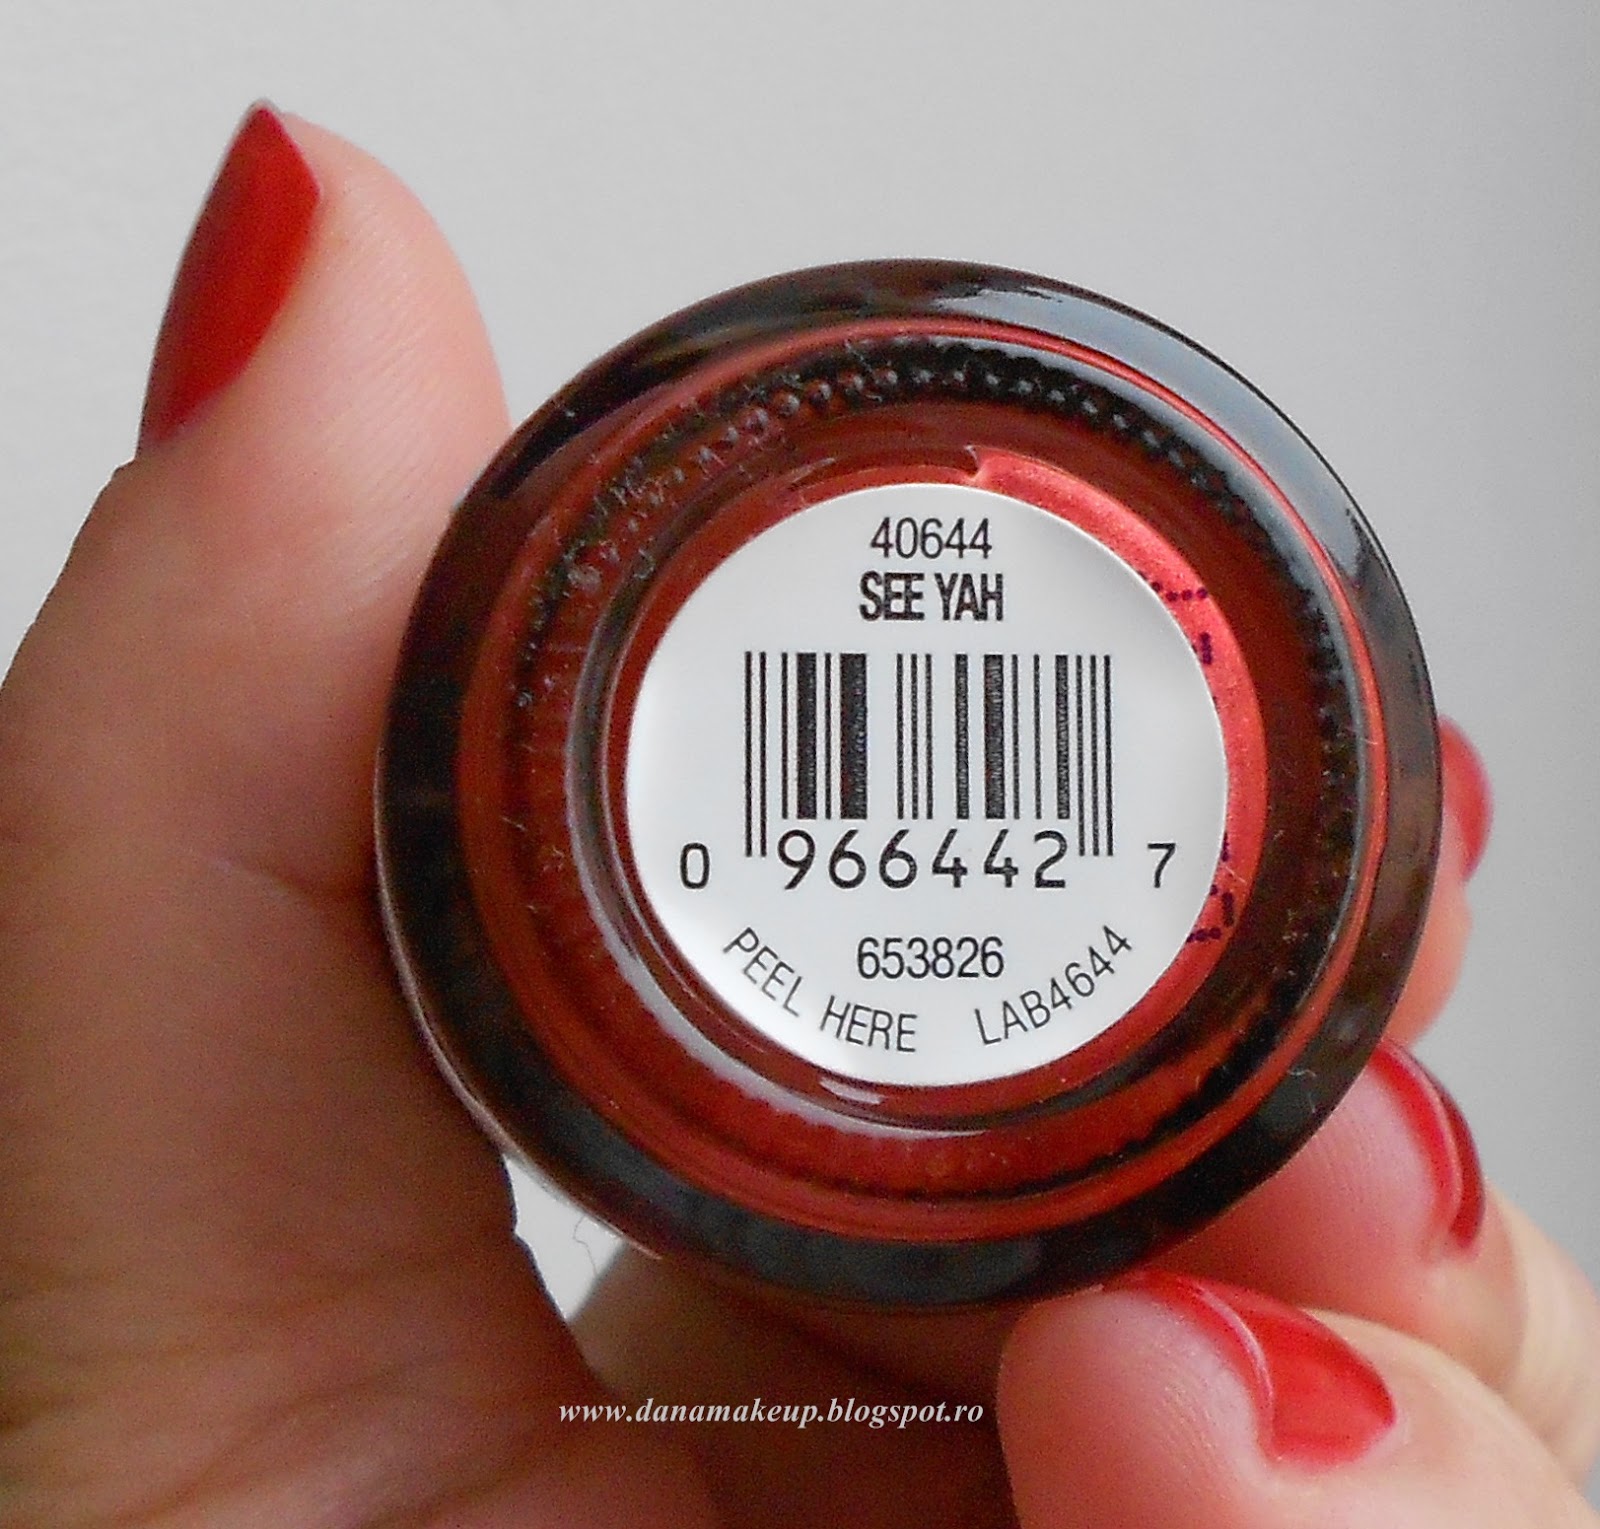 40644
SEE YAH
0 966442 7
653826
PEEL HERE LAB4644
www.danamakeup.blogspot.ro